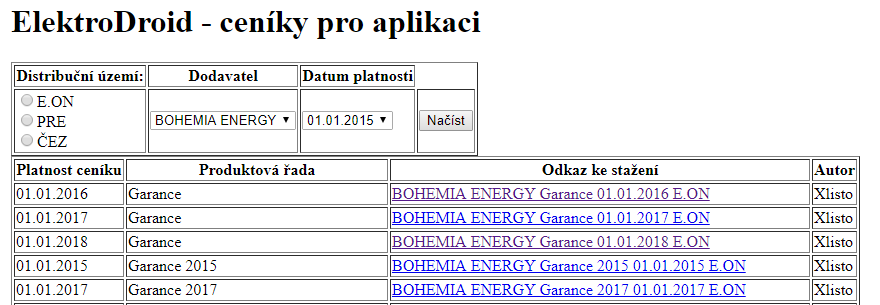 ElektroDroid - ceníky pro aplikaci
Distribuční území: Dodavatel Datum platnosti
E.ON
PRE
ČEZ
BOHEMIA ENERGY 01.01.2015 Načíst
Platnost ceníku Produktová řada Odkaz ke stažení Autor
01.01.2016 Garance BOHEMIA ENERGY Garance 01.01.2016 E.ON Xlisto
01.01.2017 Garance BOHEMIA ENERGY Garance 01.01.2017 E.ON Xlisto
01.01.2018 Garance BOHEMIA ENERGY Garance 01.01.2018 E.ON Xlisto
01.01.2015 Garance 2015 BOHEMIA ENERGY Garance 2015 01.01.2015 E.ON Xlisto
01.01.2017 Garance 2017 BOHEMIA ENERGY Garance 2017 01.01.2017 E.ON Xlisto